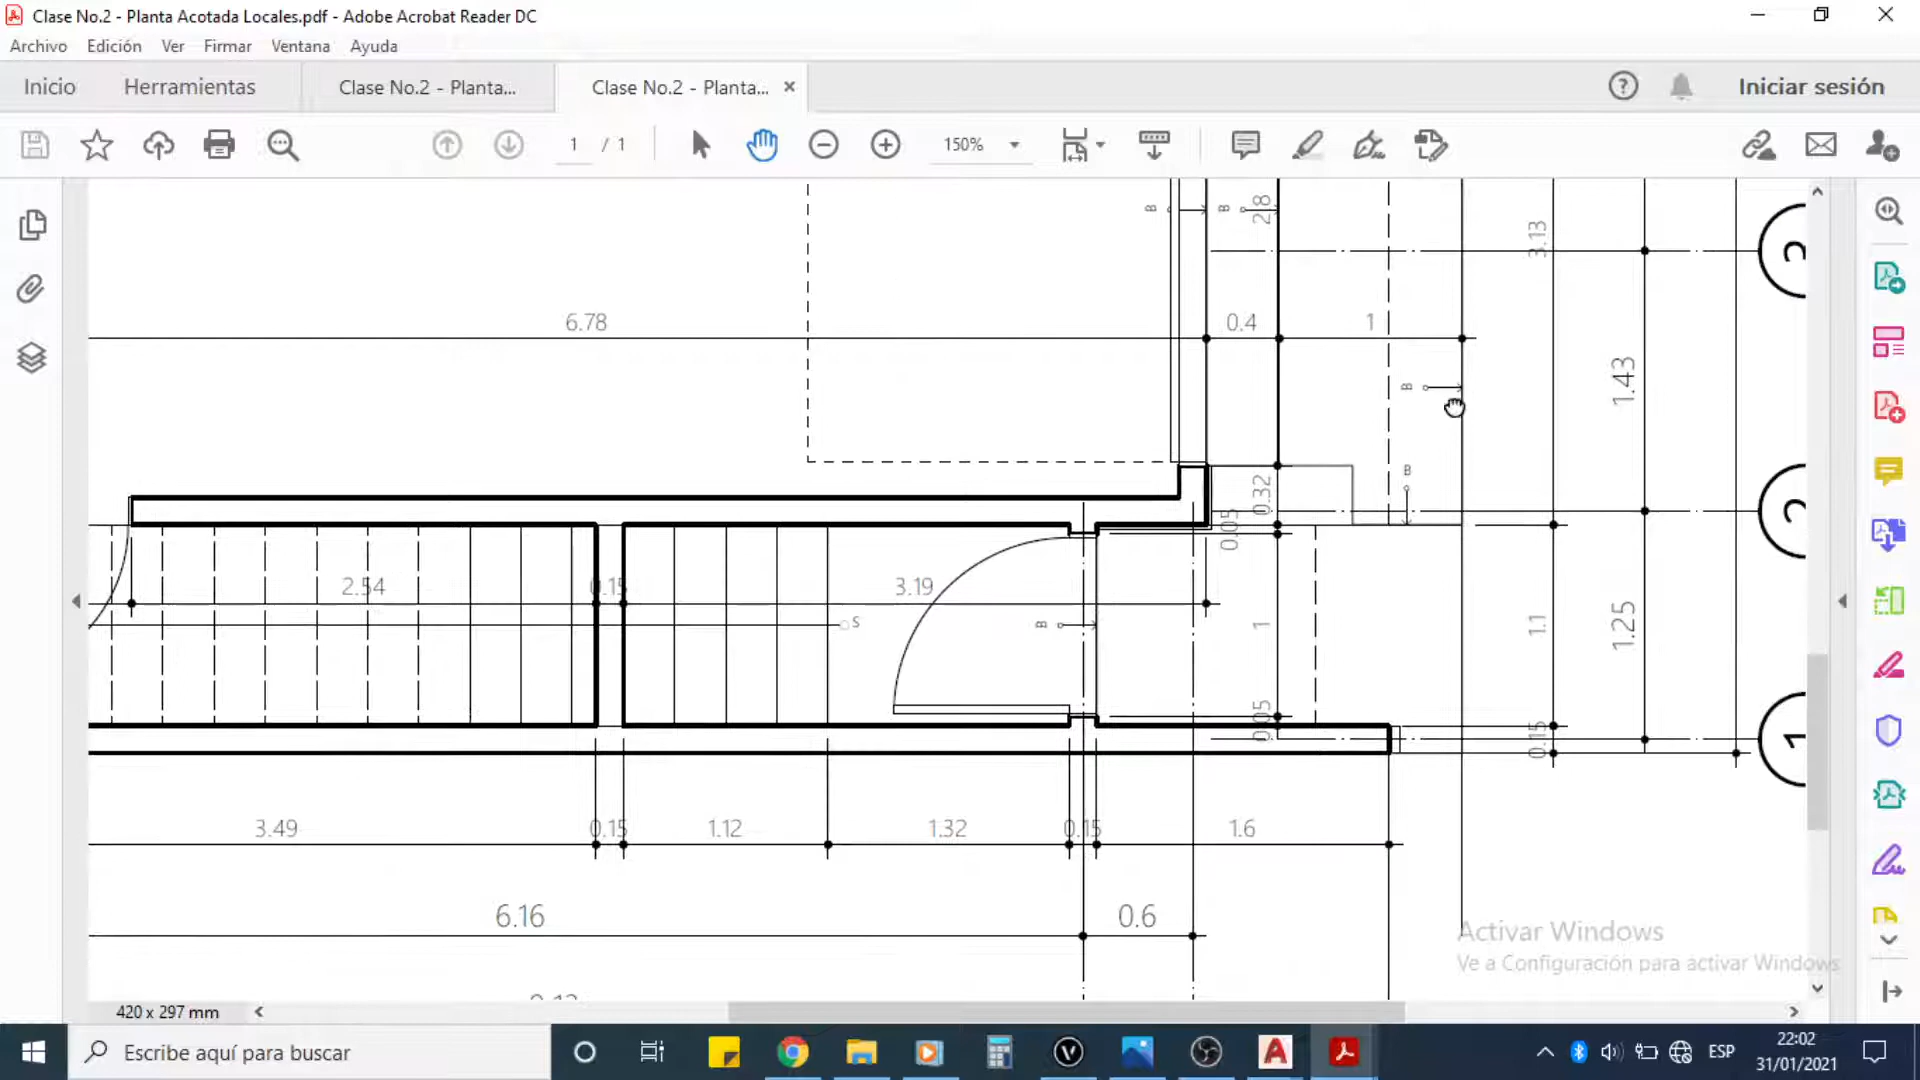 Clase No.2 - Planta Acotada Locales.pdf - Adobe Acrobat Reader DC
Archivo Edición Ver Firmar Ventana Ayuda
Inicio Herramientas Clase No.2 - Planta... Clase No.2 - Planta... Iniciar sesión
1 / 1 150%
B B 2.8
3.13
6.78 0.4 1
B
1.43
B
0.32
2
0.05
2.54 0.15 3.19
S B 1 1.1 1.25
0.05
0.15
1
3.49 0.15 1.12 1.32 0.15 1.6
6.16 0.6
Activar Windows
Ve a Configuración para activar Windows
420 x 297 mm
Escribe aquí para buscar
ESP
22:02
31/01/2021